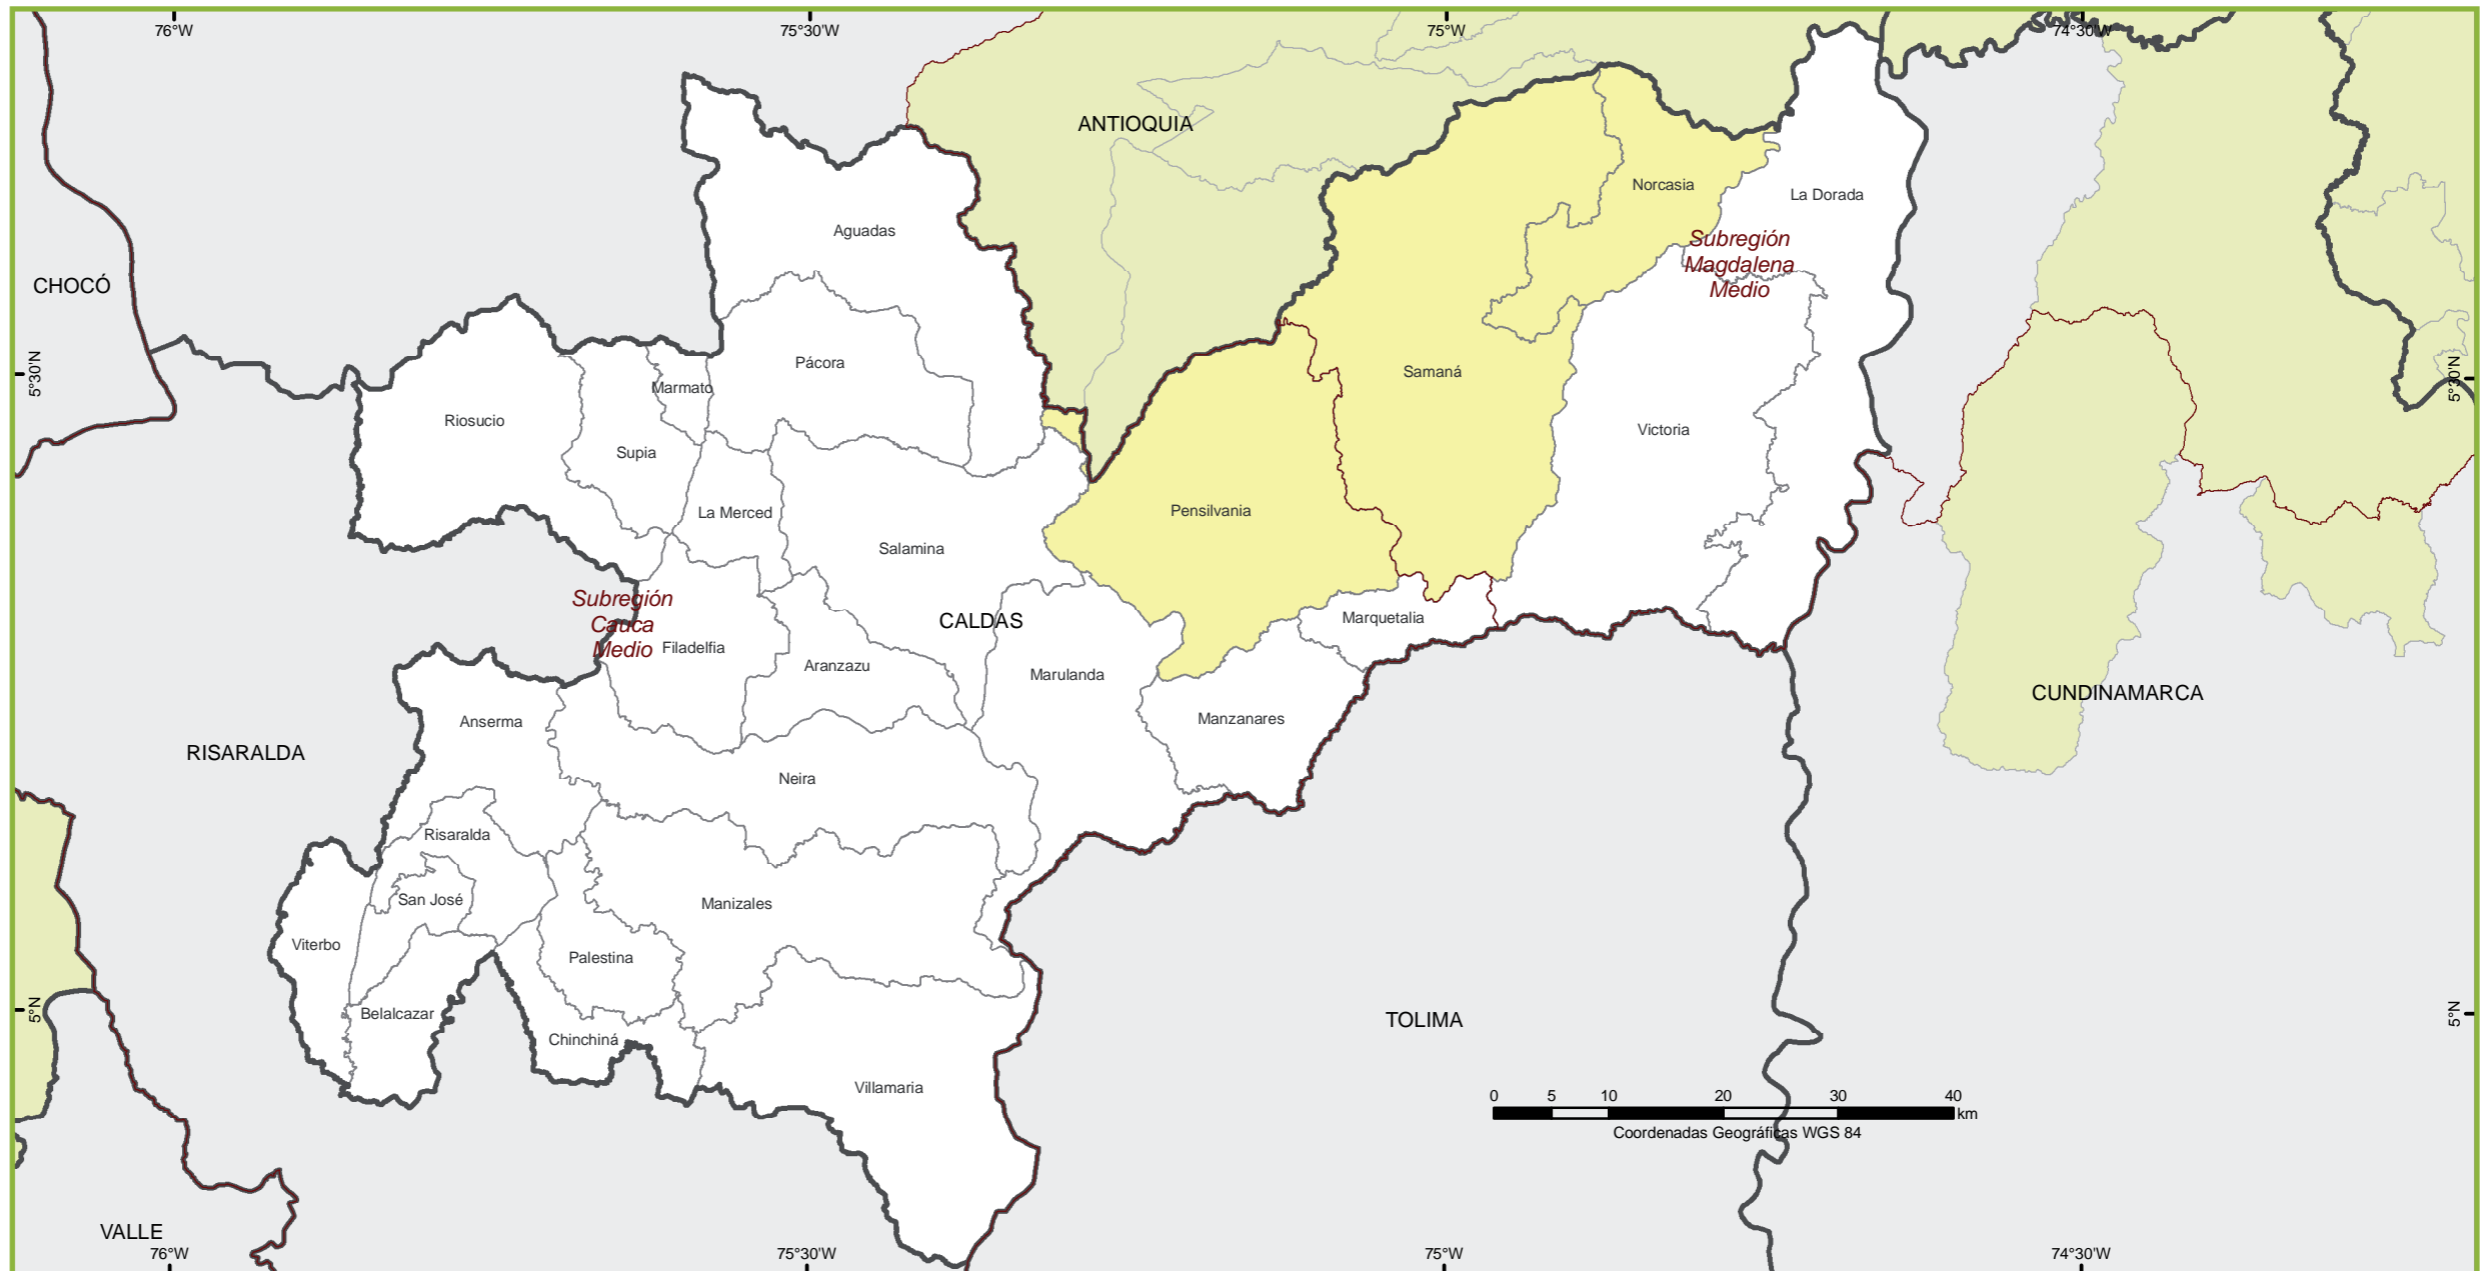 76°W
75°30'W
75°W
74°30'W
ANTIOQUIA
Norcasia
La Dorada
Aguadas
Subregión
Magdalena
Medio
CHOCÓ
5°30'N
5°30'N
Pácora
Marmato
Samaná
Riosucio
Victoria
Supia
Pensilvania
La Merced
Salamina
Subregión
Cauca
Medio
CALDAS
Marquetalia
Filadelfia
Aranzazu
Marulanda
CUNDINAMARCA
Anserma
Manzanares
RISARALDA
Neira
Risaralda
San José
Manizales
Viterbo
Palestina
5°N
5°N
Belalcazar
TOLIMA
Chinchiná
Villamaria
0 5 10 20 30 40
km
Coordenadas Geográficas WGS 84
VALLE
76°W
75°30'W
75°W
74°30'W